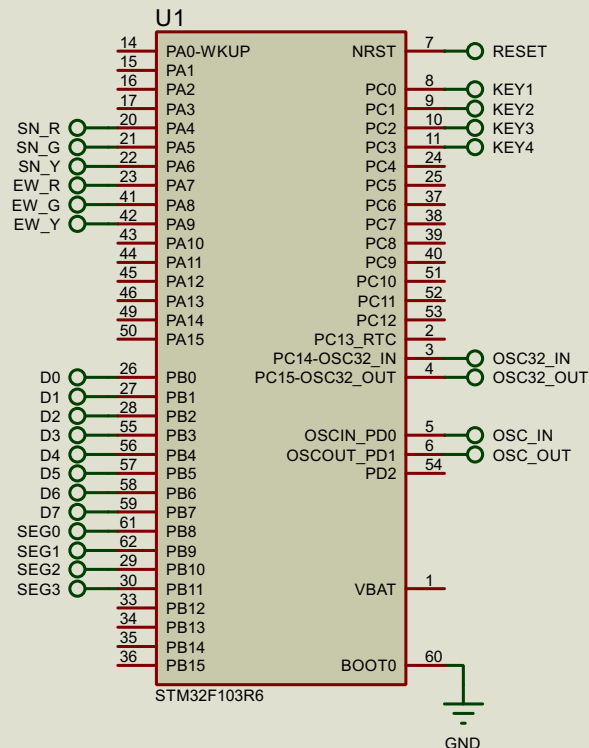 U1
14 PA0-WKUP NRST 7 RESET
15 PA1
16 PA2 PC0 8 KEY1
17 PA3 PC1 9 KEY2
SN_R 20 PA4 PC2 10 KEY3
SN_G 21 PA5 PC3 11 KEY4
SN_Y 22 PA6 PC4 24
EW_R 23 PA7 PC5 25
EW_G 41 PA8 PC6 37
EW_Y 42 PA9 PC7 38
43 PA10 PC8 39
44 PA11 PC9 40
45 PA12 PC10 51
46 PA13 PC11 52
49 PA14 PC12 53
50 PA15 PC13_RTC 2
PC14-OSC32_IN 3 OSC32_IN
D0 26 PB0 PC15-OSC32_OUT 4 OSC32_OUT
D1 27 PB1
D2 28 PB2
D3 55 PB3 OSCIN_PD0 5 OSC_IN
D4 56 PB4 OSCOUT_PD1 6 OSC_OUT
D5 57 PB5 PD2 54
D6 58 PB6
D7 59 PB7
SEG0 61 PB8
SEG1 62 PB9
SEG2 29 PB10
SEG3 30 PB11 VBAT 1
33 PB12
34 PB13
35 PB14
36 PB15 BOOT0 60
STM32F103R6
GND